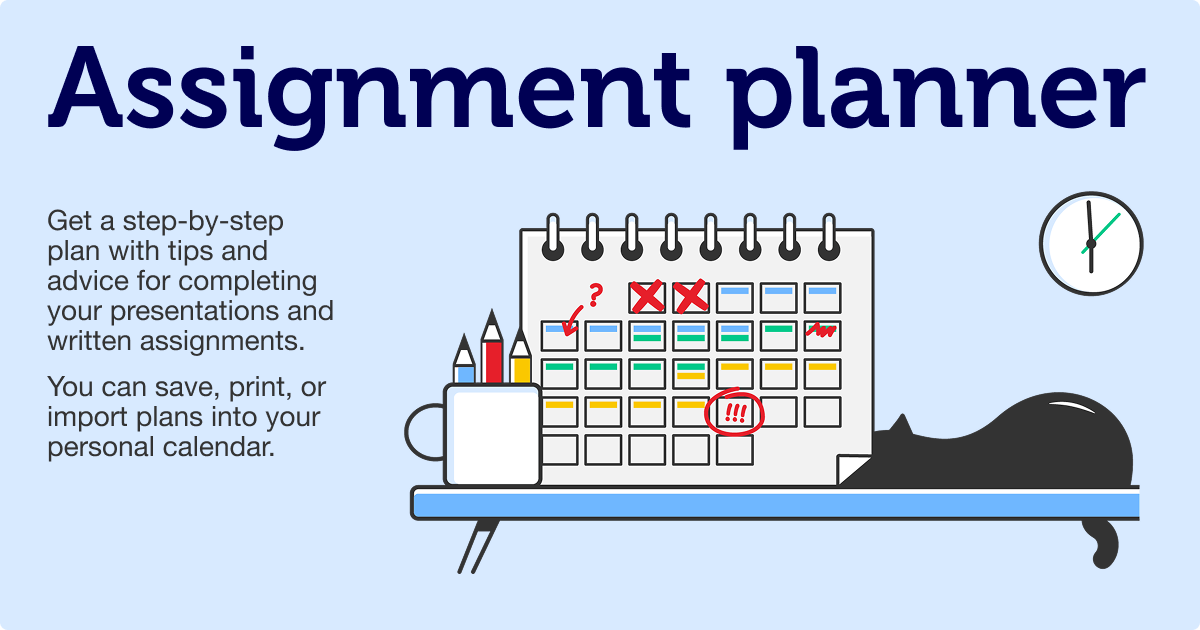 Assignment planner
Get a step-by-step
plan with tips and
advice for completing
your presentations and
written assignments.
You can save, print, or
import plans into your
personal calendar.
?
!!!